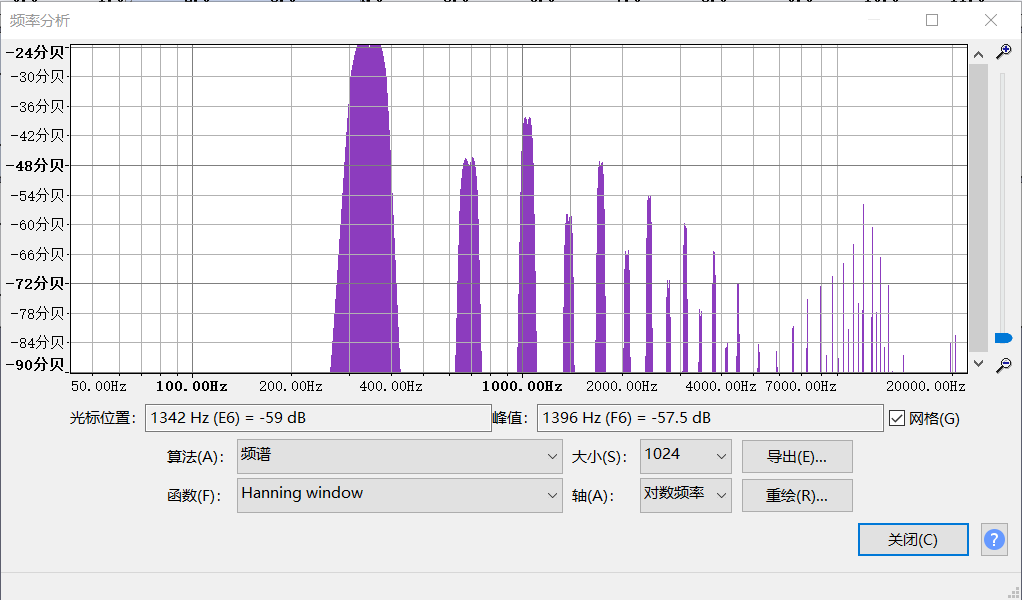 频率分析
-24分贝
-30分贝
-36分贝
-42分贝
-48分贝
-54分贝
-60分贝
-66分贝
-72分贝
-78分贝
-84分贝
-90分贝
50.00Hz 100.00Hz 200.00Hz 400.00Hz 1000.00Hz 2000.00Hz 4000.00Hz 7000.00Hz 20000.00Hz
光标位置: 1342 Hz (E6) = -59 dB 峰值: 1396 Hz (F6) = -57.5 dB 网格(G)
算法(A): 频谱 大小(S): 1024 导出(E)...
函数(F): Hanning window 轴(A): 对数频率 重绘(R)...
关闭(C) ?